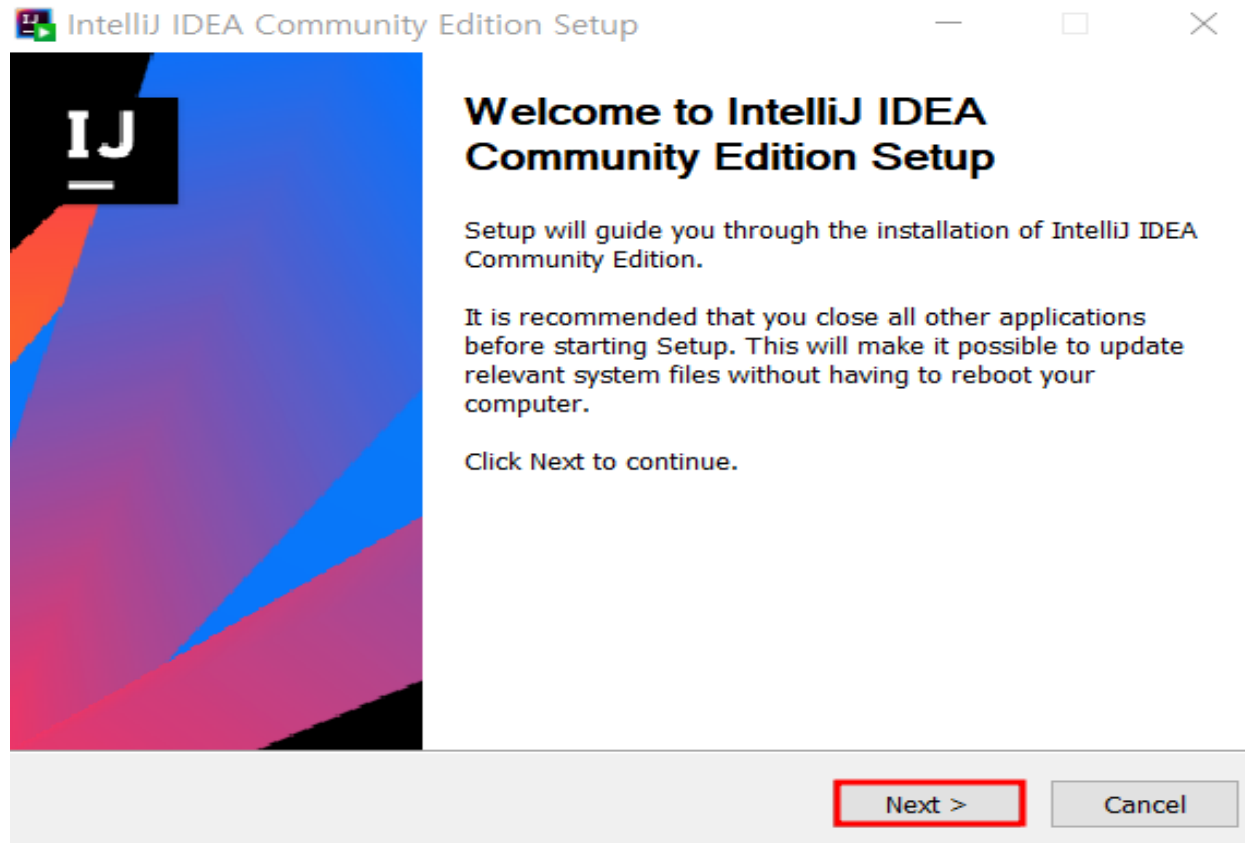 IntelliJ IDEA Community Edition Setup
IJ
Welcome to IntelliJ IDEA
Community Edition Setup
Setup will guide you through the installation of IntelliJ IDEA
Community Edition.
It is recommended that you close all other applications
before starting Setup. This will make it possible to update
relevant system files without having to reboot your
computer.
Click Next to continue.
Next >
Cancel